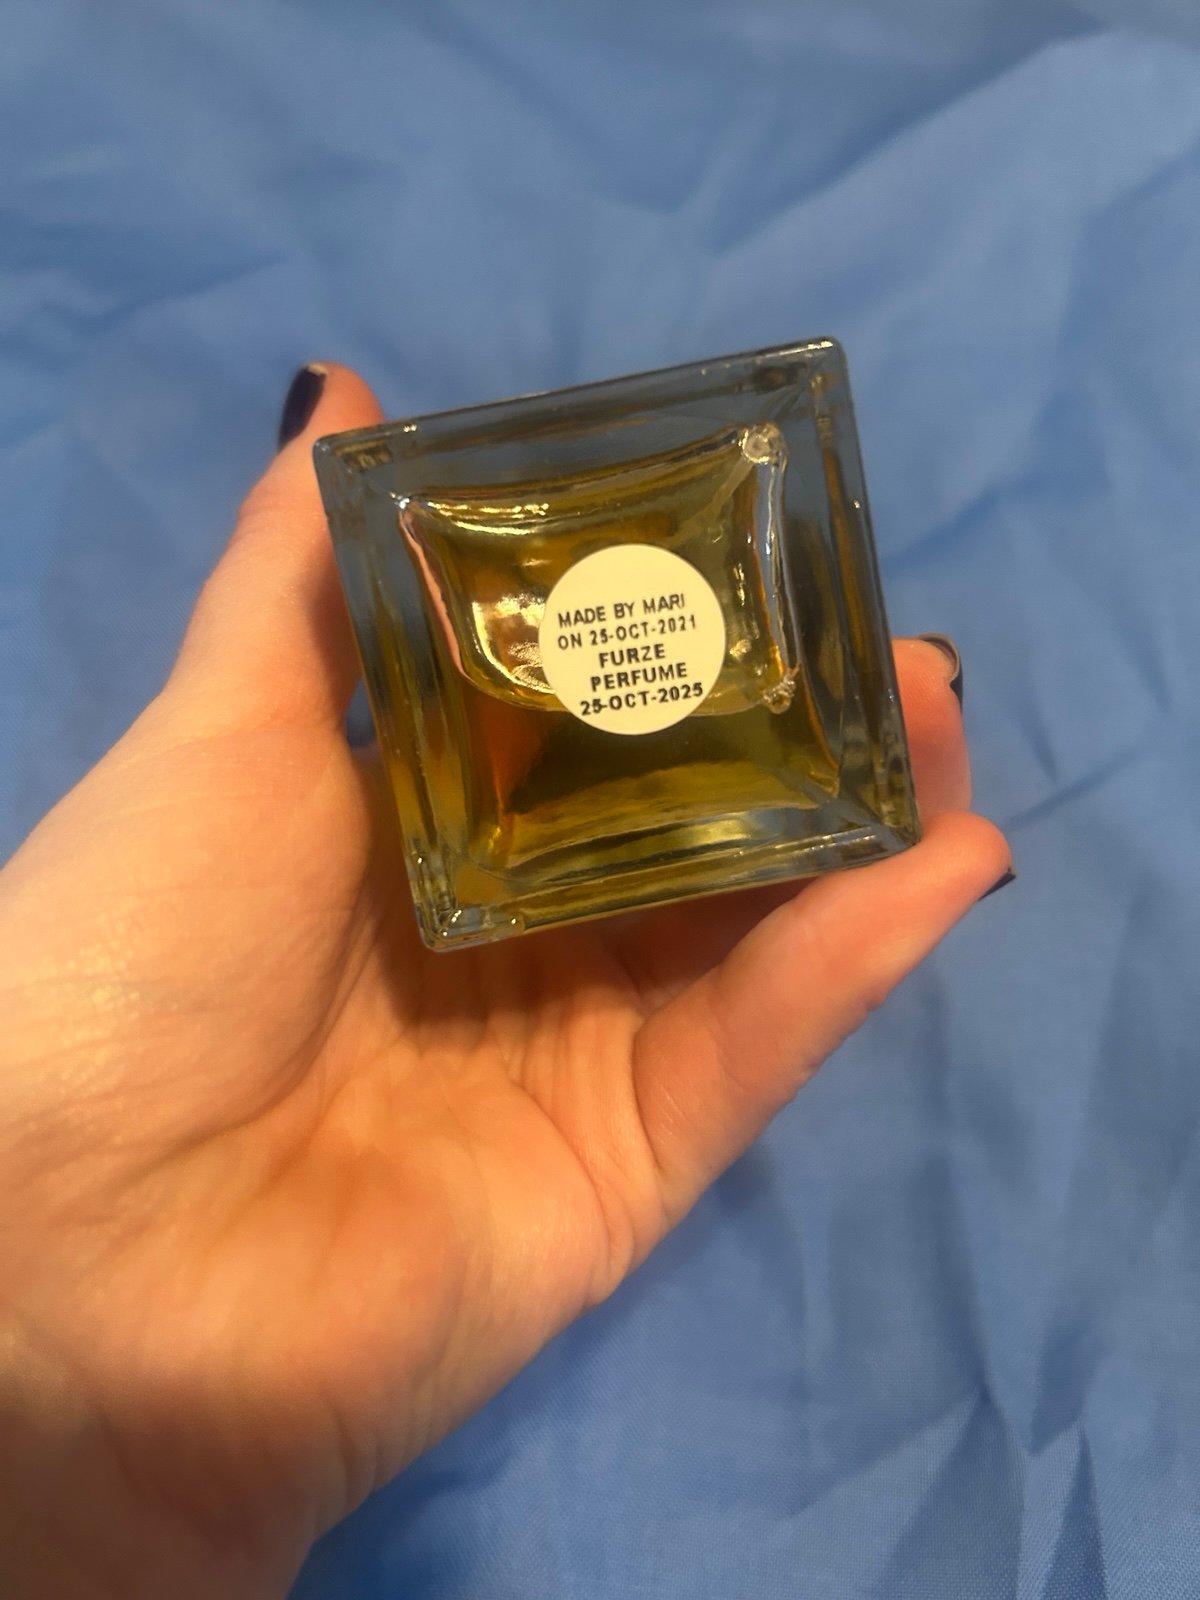 MADE BY MARI
ON 25-OCT-2021
FURZE
PERFUME
25-OCT-2025